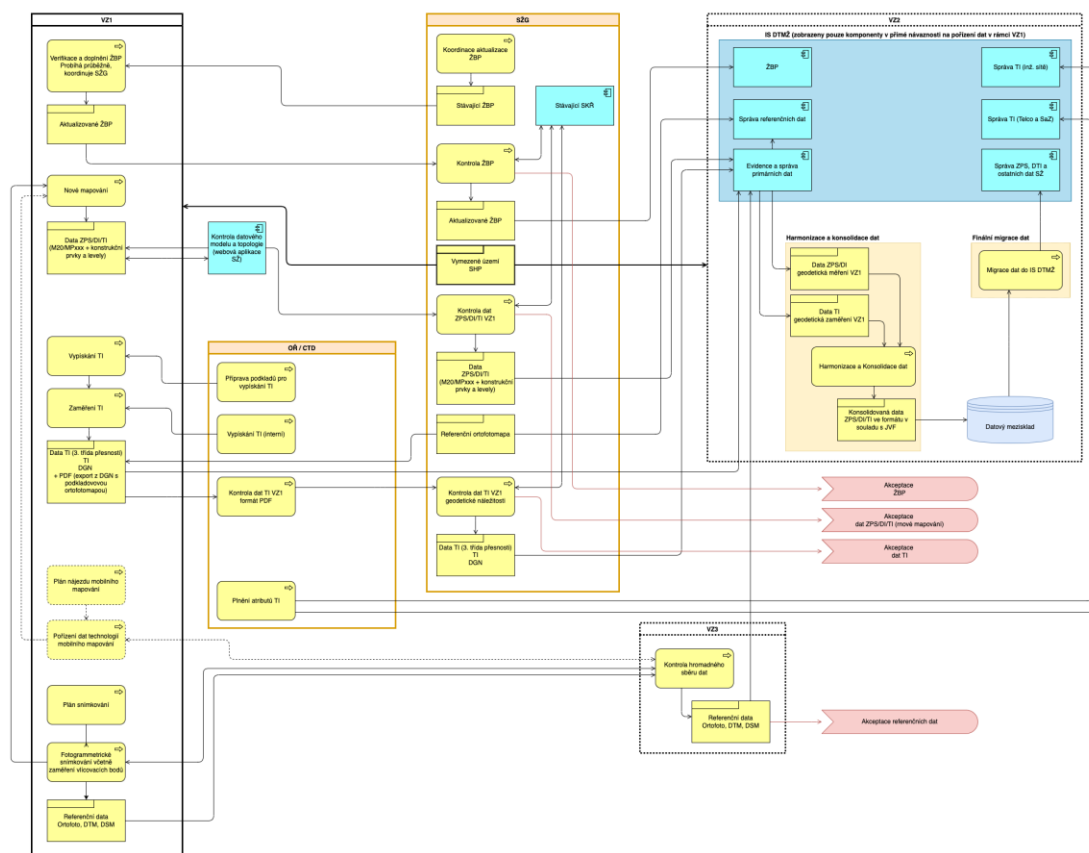 VZ1
Verifikace a doplnění ŽBP
Probíhá průběžně,
koordinuje SŽG
Aktualizované ŽBP
Nové mapování
Data ZPS/DI/TI
(M20/MPxxx + konstrukční
prvky a levely)
Vypískání TI
Zaměření TI
Data TI (3. třída přesnosti)
TI
DGN
+ PDF (export z DGN s
podkladovou
ortofotomapou)
Plán nájezdu mobilního
mapování
Pořízení dat technologií
mobilního mapování
Plán snímkování
Fotogrammetrické
snímkování včetně
zaměření vlícovacích bodů
Referenční data
Ortofoto, DTM, DSM
Kontrola datového
modelu a topologie
(webová aplikace
SŽ)
OŘ / CTD
Příprava podkladů pro
vypískání TI
Vypískání TI (interní)
Kontrola dat TI VZ1
formát PDF
Plnění atributů TI
SŽG
Koordinace aktualizace
ŽBP
Stávající ŽBP
Stávající SKŘ
Kontrola ŽBP
Aktualizované ŽBP
Vymezené území
SHP
Kontrola dat
ZPS/DI/TI VZ1
Data
ZPS/DI/TI
(M20/MPxxx + konstrukční
prvky a levely)
Referenční ortofotomapa
Kontrola dat TI VZ1
geodetické náležitosti
Data TI (3. třída přesnosti)
TI
DGN
VZ2
IS DTMŽ (zobrazeny pouze komponenty v přímé návaznosti na pořízení dat v rámci VZ1)
ŽBP
Správa TI (inž. sítě)
Správa referenčních dat
Správa TI (Telco a SaZ)
Evidence a správa
primárních dat
Správa ZPS, DTI a
ostatních dat SŽ
Harmonizace a konsolidace dat
Data ZPS/DI
geodetická měření VZ1
Data TI
geodetická zaměření VZ1
Harmonizace a Konsolidace dat
Konsolidovaná data
ZPS/DI/TI ve formátu v
souladu s JVF
Finální migrace dat
Migrace dat do IS DTMŽ
Datový mezisklad
Akceptace
ŽBP
Akceptace
dat ZPS/DI/TI (nové mapování)
Akceptace
dat TI
VZ3
Kontrola hromadného
sběru dat
Referenční data
Ortofoto, DTM, DSM
Akceptace referenčních dat